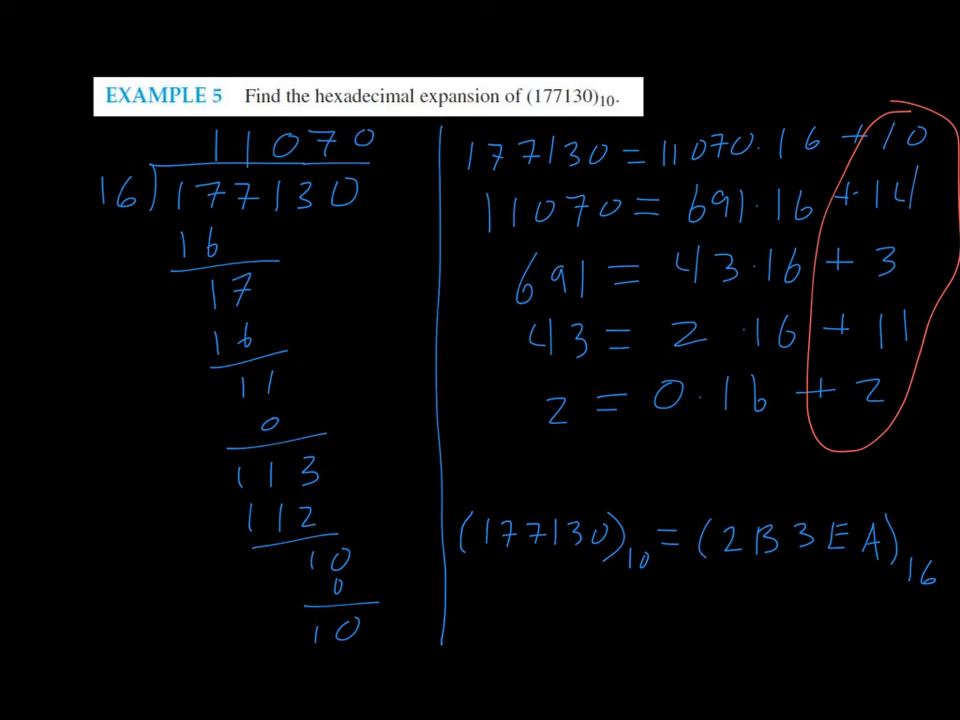 EXAMPLE 5 Find the hexadecimal expansion of (177130)10.
11070
16)177130
16
17
16
11
0
113
112
10
0
10
177130 = 11070 · 16 + 10
11070 = 691 · 16 + 14
691 = 43 · 16 + 3
43 = 2 · 16 + 11
2 = 0 · 16 + 2
(177130)10 = (2B3EA)16